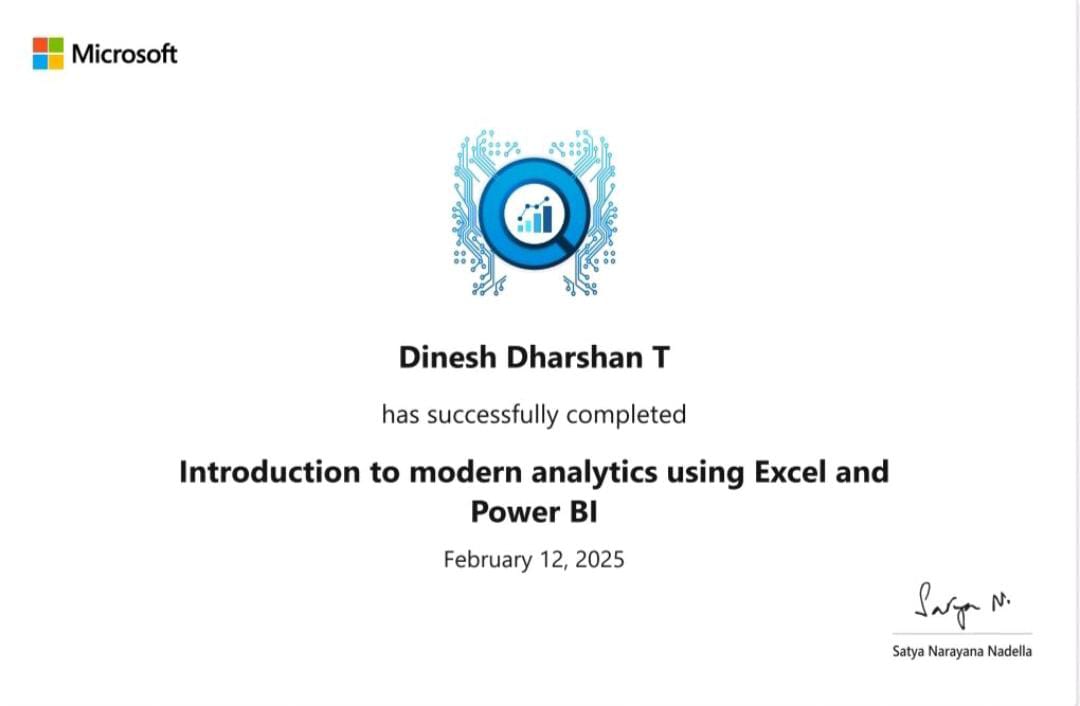 Microsoft
Dinesh Dharshan T
has successfully completed
Introduction to modern analytics using Excel and
Power BI
February 12, 2025
Satya N.
Satya Narayana Nadella